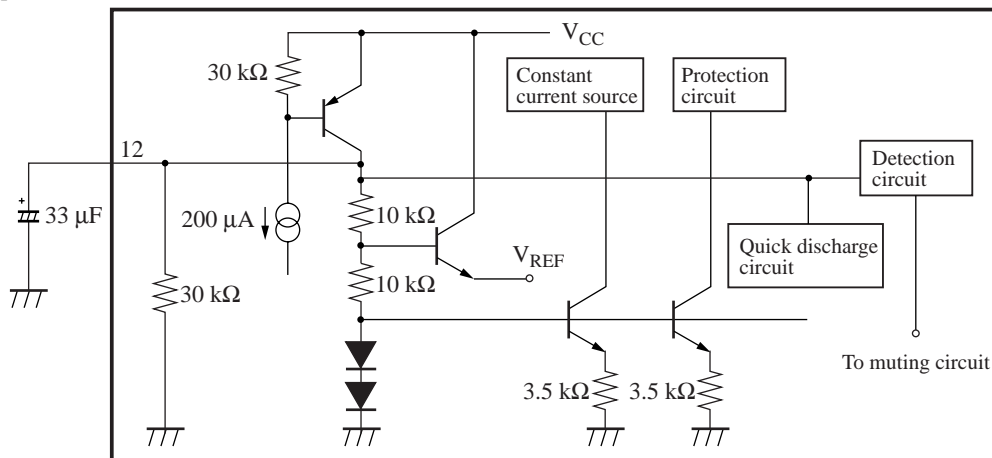 V_CC
30 kΩ
Constant
current source
Protection
circuit
12
Detection
circuit
+
33 μF
200 μA
10 kΩ
V_REF
Quick discharge
circuit
30 kΩ
10 kΩ
To muting circuit
3.5 kΩ
3.5 kΩ